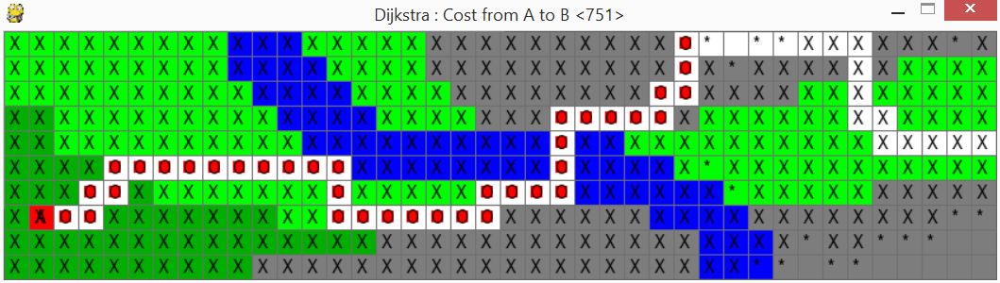 Dijkstra : Cost from A to B <751>
X X X X X X X X X X X X X X X X X X X X X X X X X X X O * * * X X X X X X * X
X X X X X X X X X X X X X X X X X X X X X X X X X X X O X * X X X X X X X X X X
X X X X X X X X X X X X X X X X X X X X X X X X X X O O X X X X X X X X X X X X
X X X X X X X X X X X X X X X X X X X X X X O O O O O X X X X X X X X X X X X X
X X X X X X X X X X X X X X X X X X X X X X O X X X X X X X X X X X X X X X X X
X X X X O O O O O O O O O O X X X X X X X X O X X X X X * X X X X X X X X X X X
X X X O O X X X X X X X X O X X X X X O O O O X X X X X X * X X X X X X X X X X
X X O O X X X X X X X X X O O O O O O O X X X X X X X X X X X X X X X X X X * *